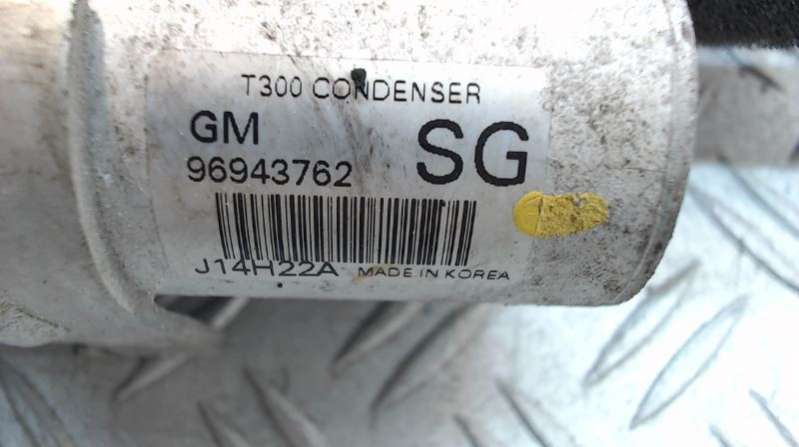 T300 CONDENSER
GM SG
96943762
J14H22A MADE IN KOREA